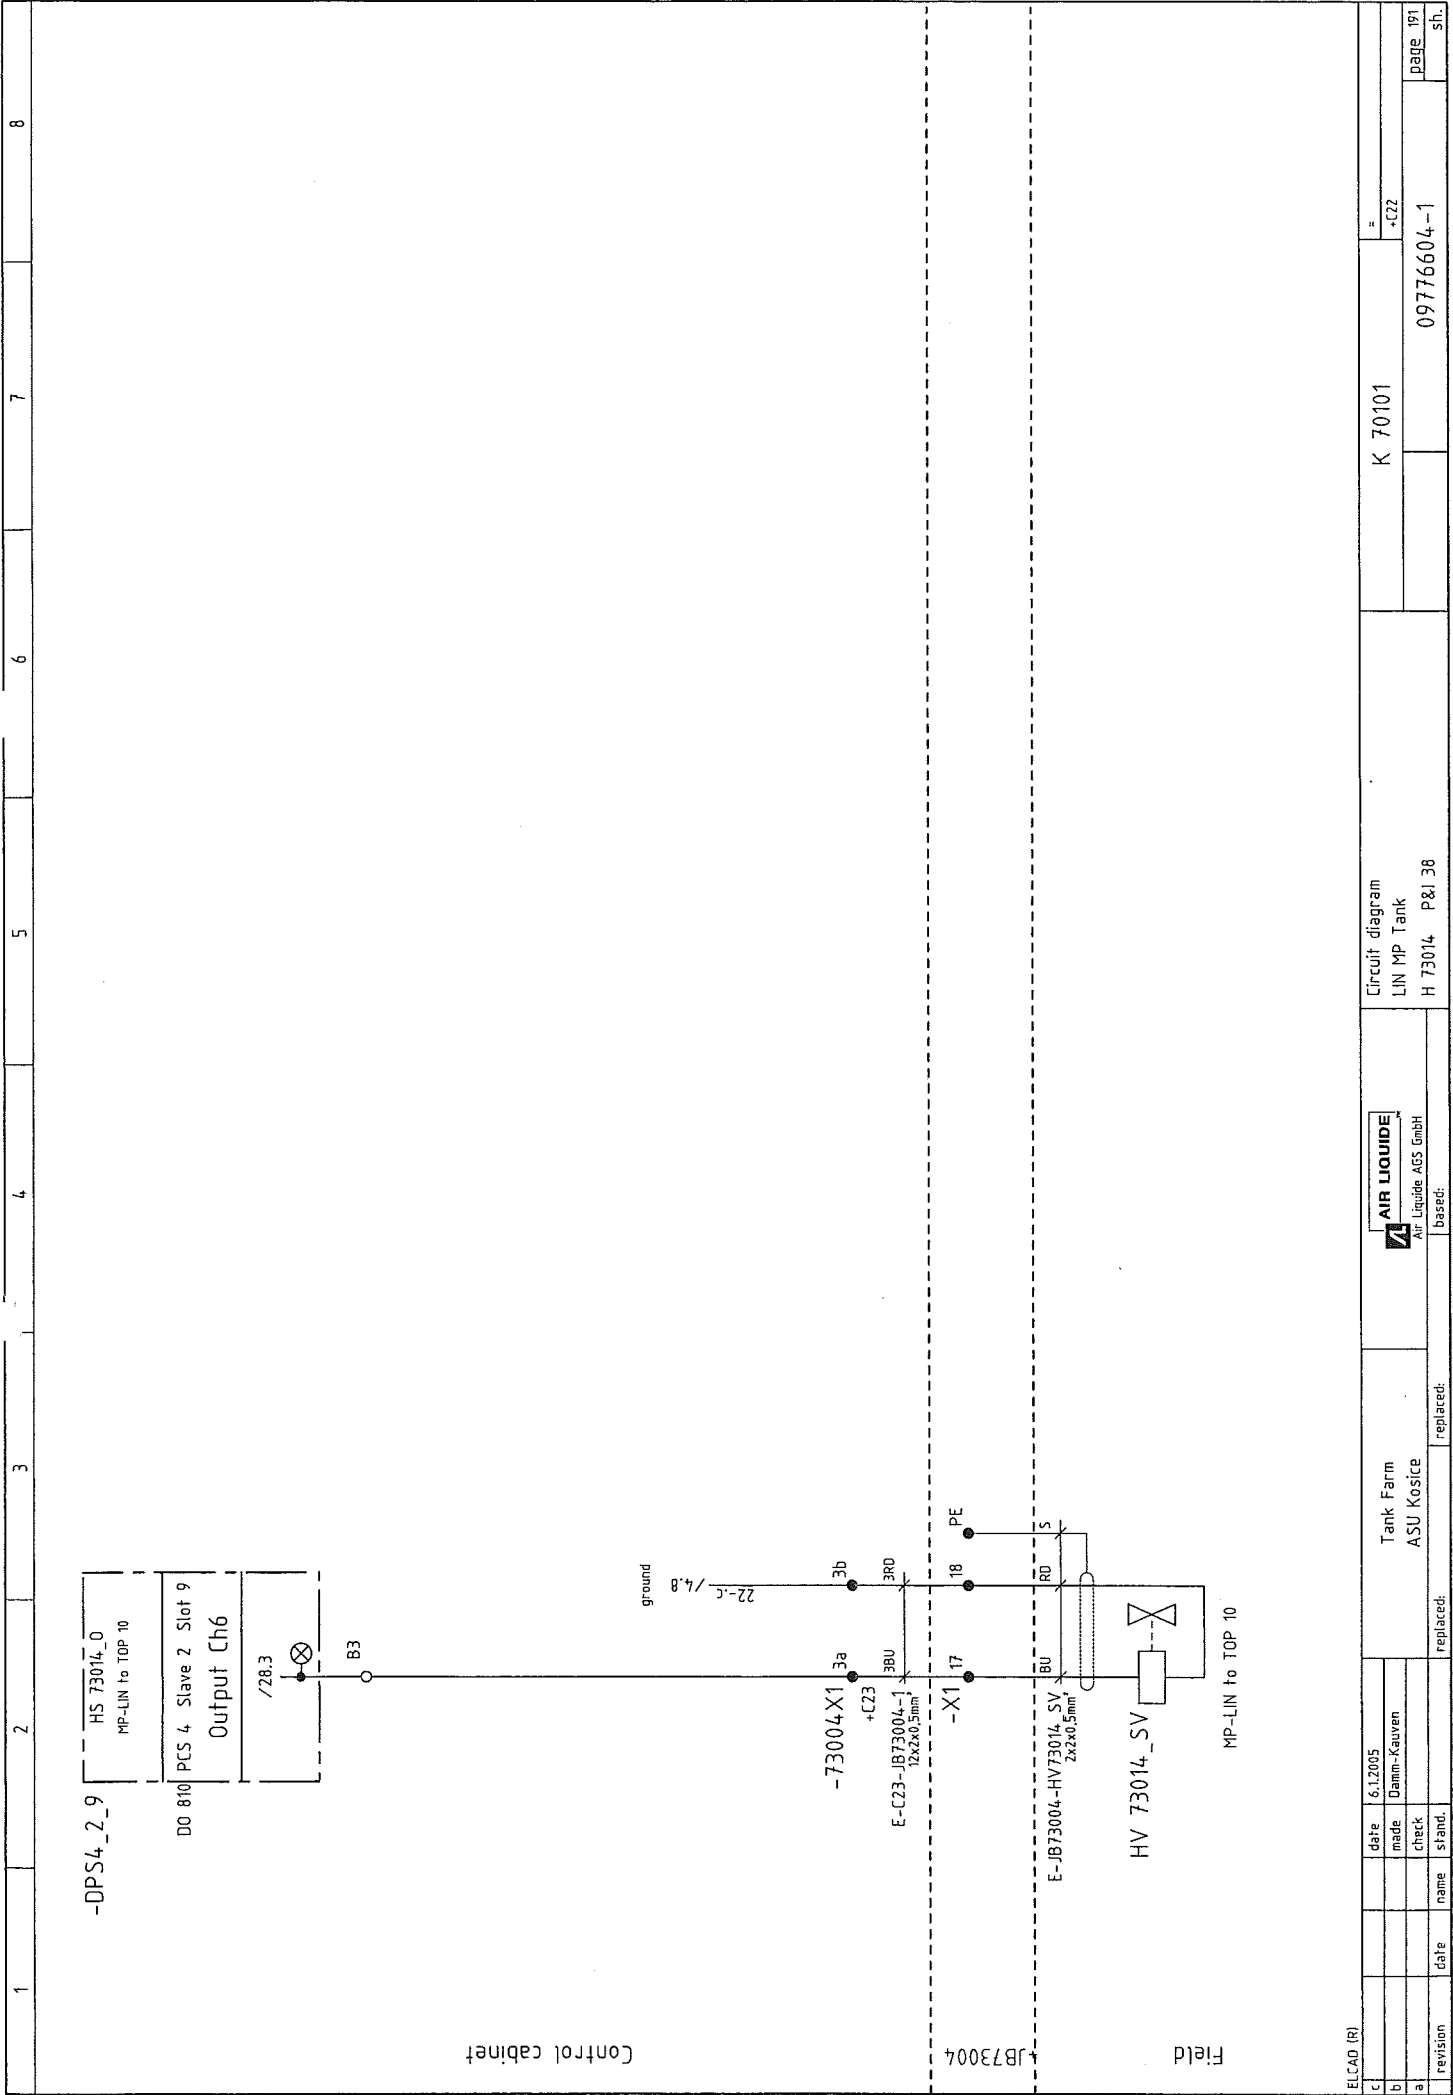 1
2
3
4
5
6
7
8
-DPS4_2_9
HS 73014_O
MP-LIN to TOP 10
DO 810
PCS 4 Slave 2 Slot 9
Output Ch6
/28.3
B3
ground
/4.8
22-.C
-73004X1
3a
3b
+C23
E-C23-JB73004-1
12x2x0,5mm²
3BU
3RD
-X1
17
18
PE
E-JB73004-HV73014_SV
2x2x0,5mm²
BU
RD
S
HV 73014_SV
MP-LIN to TOP 10
Control cabinet
+JB73004
Field
ELCAD (R)
c
b
a
revision
date
name
date
6.1.2005
made
Damm-Kauven
check
stand.
Tank Farm
ASU Kosice
replaced:
replaced:
AIR LIQUIDE
Air Liquide AGS GmbH
based:
Circuit diagram
LIN MP Tank
H 73014 P&I 38
K 70101
=
+C22
09776604-1
page 191
sh.